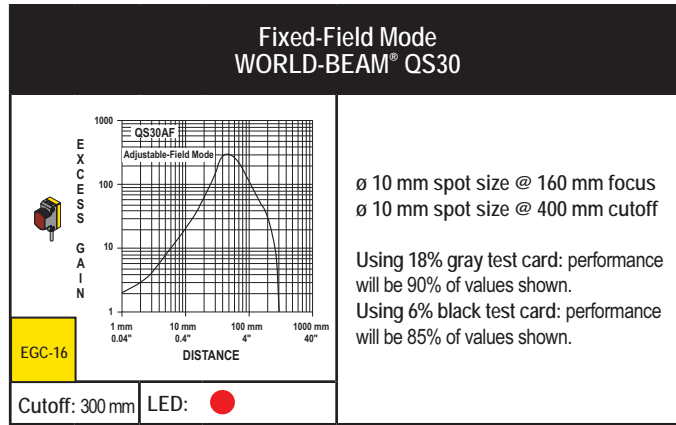 Fixed-Field Mode
WORLD-BEAM® QS30
EXCESS GAIN
1000
100
10
1
QS30AF
Adjustable-Field Mode
1 mm 10 mm 100 mm 1000 mm
0.04" 0.4" 4" 40"
DISTANCE
EGC-16
Cutoff: 300 mm
LED:
ø 10 mm spot size @ 160 mm focus
ø 10 mm spot size @ 400 mm cutoff
Using 18% gray test card: performance
will be 90% of values shown.
Using 6% black test card: performance
will be 85% of values shown.